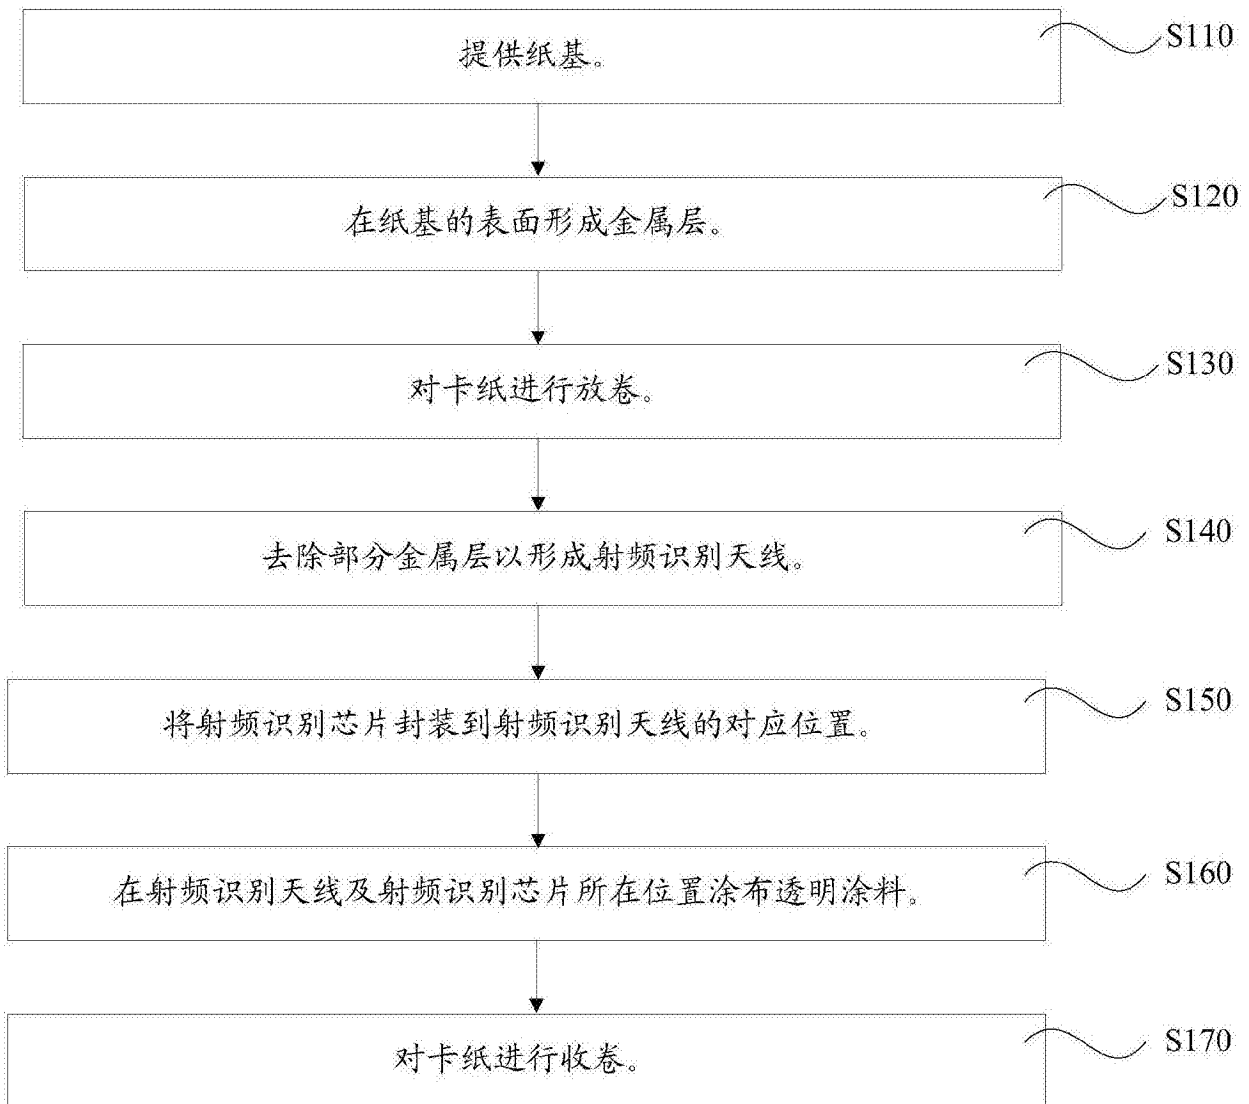 提供纸基。
S110
在纸基的表面形成金属层。
S120
对卡纸进行放卷。
S130
去除部分金属层以形成射频识别天线。
S140
将射频识别芯片封装到射频识别天线的对应位置。
S150
在射频识别天线及射频识别芯片所在位置涂布透明涂料。
S160
对卡纸进行收卷。
S170